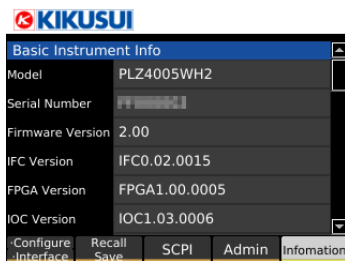 KIKUSUI
Basic Instrument Info
Model PLZ4005WH2
Serial Number
Firmware Version 2.00
IFC Version IFC0.02.0015
FPGA Version FPGA1.00.0005
IOC Version IOC1.03.0006
·Configure Recall SCPI Admin Infomation
·Interface Save